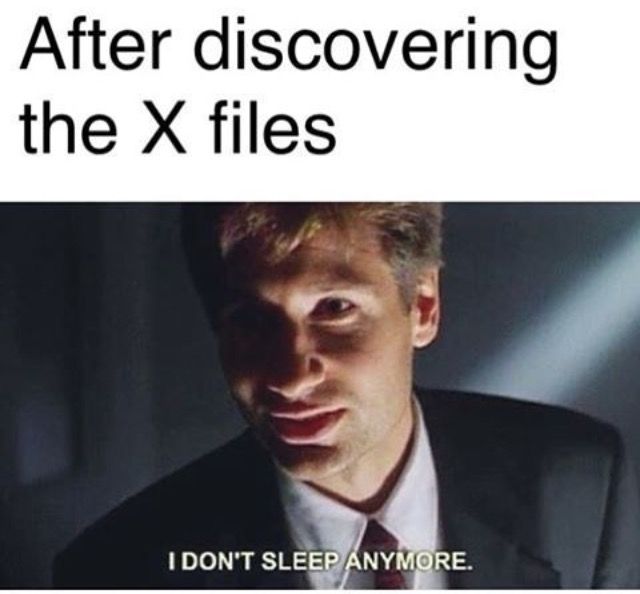 After discovering
the X files
I DON'T SLEEP ANYMORE.